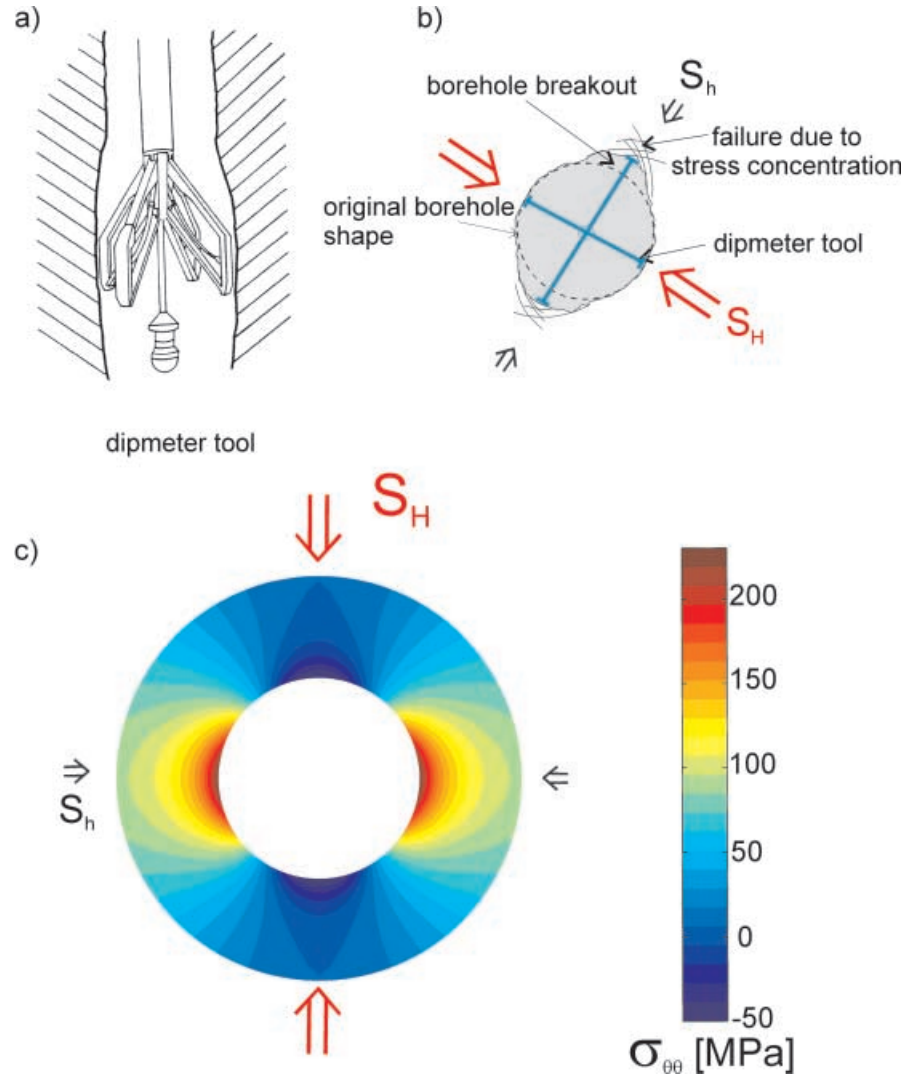 a)
b)
borehole breakout
S_h
failure due to
stress concentration
original borehole
shape
dipmeter tool
S_H
dipmeter tool
c)
S_H
S_h
200
150
100
50
0
-50
σ_θθ [MPa]